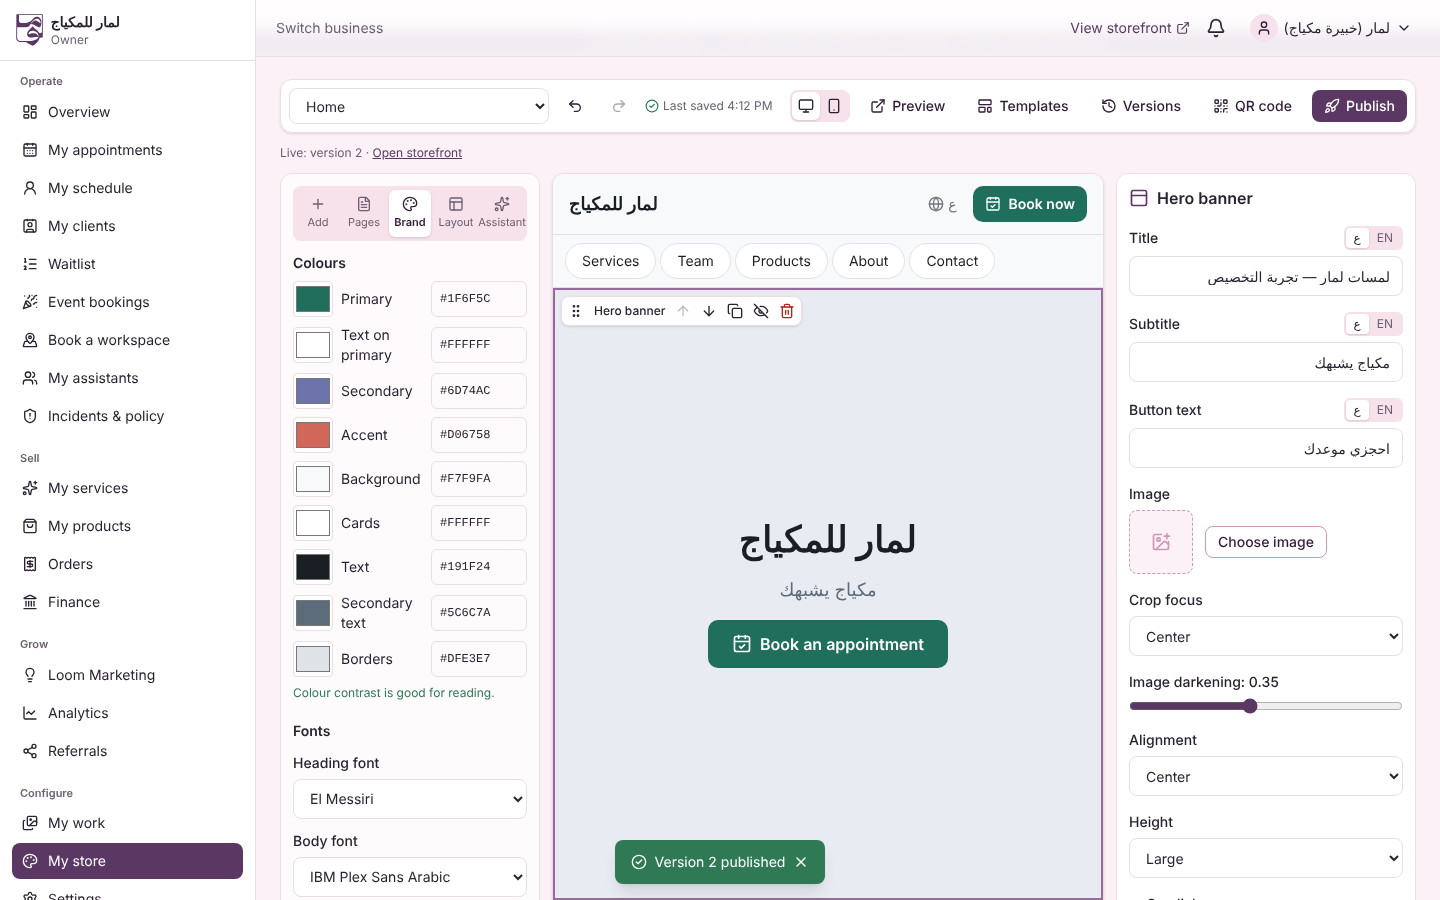 لمار للمكياج
Owner
Operate
Overview
My appointments
My schedule
My clients
Waitlist
Event bookings
Book a workspace
My assistants
Incidents & policy
Sell
My services
My products
Orders
Finance
Grow
Loom Marketing
Analytics
Referrals
Configure
My work
My store
Settings
Switch business
View storefront
لمار (خبيرة مكياج)
Home
Last saved 4:12 PM
Preview
Templates
Versions
QR code
Publish
Live: version 2 · Open storefront
Add
Pages
Brand
Layout
Assistant
Colours
Primary #1F6F5C
Text on primary #FFFFFF
Secondary #6D74AC
Accent #D06758
Background #F7F9FA
Cards #FFFFFF
Text #191F24
Secondary text #5C6C7A
Borders #DFE3E7
Colour contrast is good for reading.
Fonts
Heading font
El Messiri
Body font
IBM Plex Sans Arabic
لمار للمكياج
ع
Book now
Services
Team
Products
About
Contact
Hero banner
لمار للمكياج
مكياج يشبهك
Book an appointment
Version 2 published
Hero banner
Title
ع EN
لمسات لمار — تجربة التخصيص
Subtitle
ع EN
مكياج يشبهك
Button text
ع EN
احجزي موعدك
Image
Choose image
Crop focus
Center
Image darkening: 0.35
Alignment
Center
Height
Large